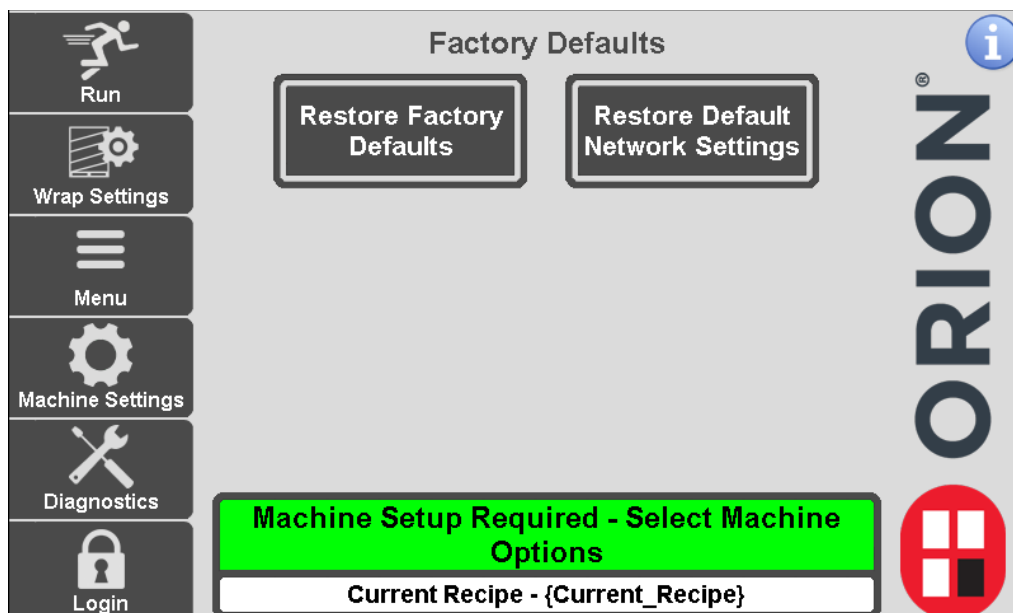 Factory Defaults
i
Run
Restore Factory
Defaults
Restore Default
Network Settings
Wrap Settings
Menu
Machine Settings
Diagnostics
Login
Machine Setup Required - Select Machine
Options
Current Recipe - {Current_Recipe}
ORION®